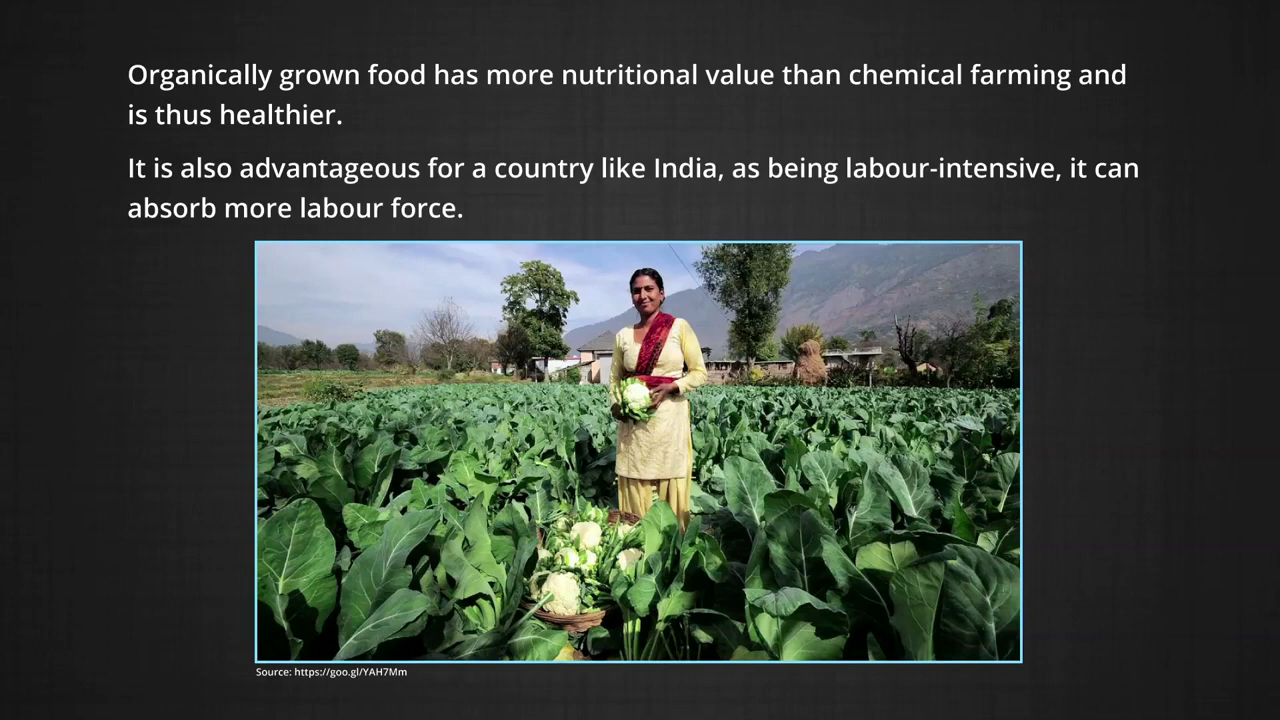 Organically grown food has more nutritional value than chemical farming and
is thus healthier.
It is also advantageous for a country like India, as being labour-intensive, it can
absorb more labour force.
Source: https://goo.gl/YAH7Mm